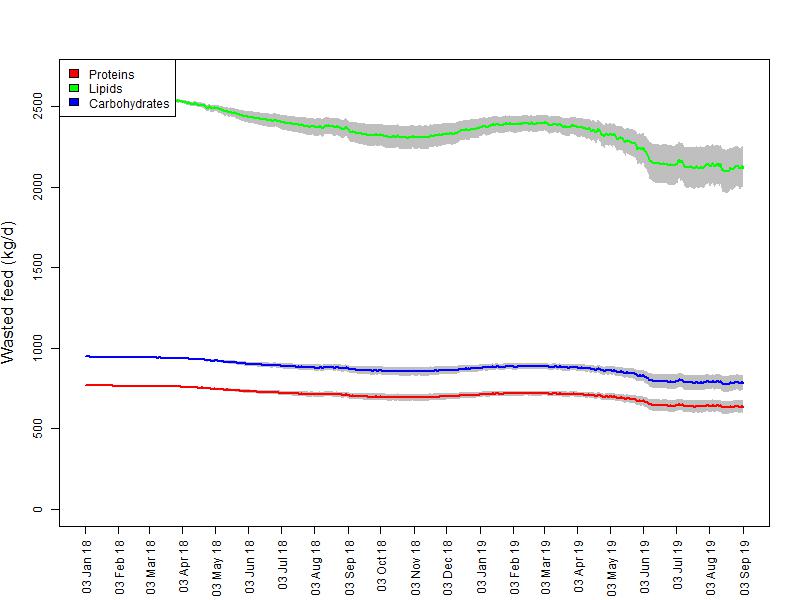 Proteins
Lipids
Carbohydrates
Wasted feed (kg/d)
2500
2000
1500
1000
500
0
03 Jan 18
03 Feb 18
03 Mar 18
03 Apr 18
03 May 18
03 Jun 18
03 Jul 18
03 Aug 18
03 Sep 18
03 Oct 18
03 Nov 18
03 Dec 18
03 Jan 19
03 Feb 19
03 Mar 19
03 Apr 19
03 May 19
03 Jun 19
03 Jul 19
03 Aug 19
03 Sep 19